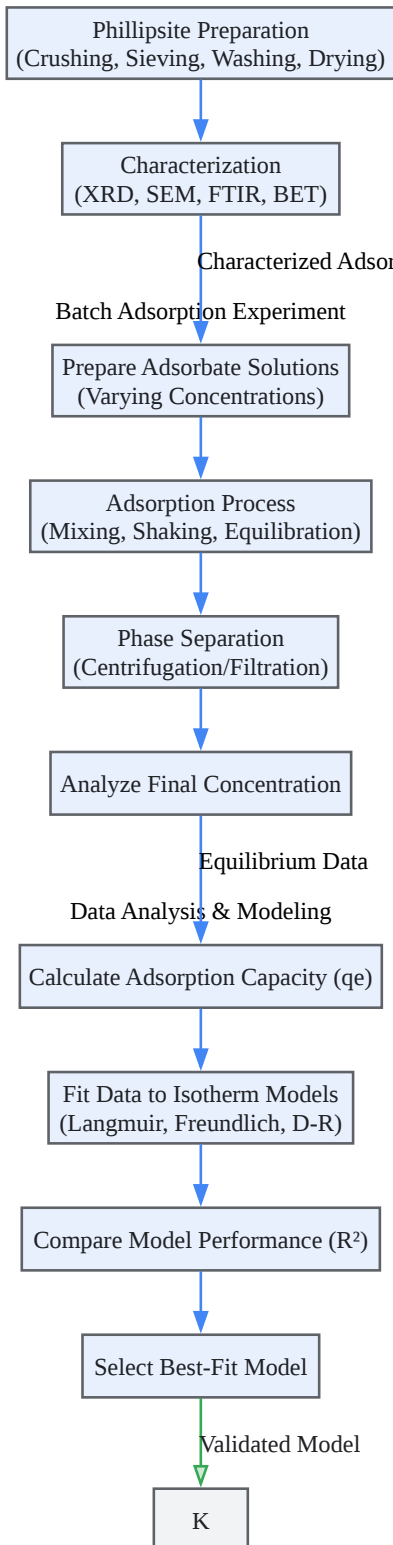 Phillipsite Preparation
(Crushing, Sieving, Washing, Drying)
Characterization
(XRD, SEM, FTIR, BET)
Characterized Adsor
Batch Adsorption Experiment
Prepare Adsorbate Solutions
(Varying Concentrations)
Adsorption Process
(Mixing, Shaking, Equilibration)
Phase Separation
(Centrifugation/Filtration)
Analyze Final Concentration
Equilibrium Data
Data Analysis & Modeling
Calculate Adsorption Capacity (qe)
Fit Data to Isotherm Models
(Langmuir, Freundlich, D-R)
Compare Model Performance (R²)
Select Best-Fit Model
Validated Model
K